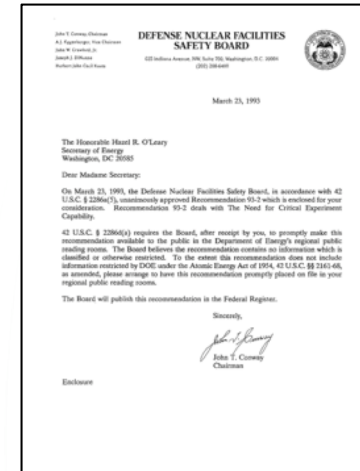 John T. Conway, Chairman
A.J. Eggenberger, Vice Chairman
John W. Crawford, Jr.
Joseph J. DiNunno
Herbert John Cecil Kouts
DEFENSE NUCLEAR FACILITIES
SAFETY BOARD
625 Indiana Avenue, NW, Suite 700, Washington, D.C. 20004
(202) 208-6400
March 23, 1993
The Honorable Hazel R. O'Leary
Secretary of Energy
Washington, DC 20585
Dear Madame Secretary:
On March 23, 1993, the Defense Nuclear Facilities Safety Board, in accordance with 42
U.S.C. § 2286a(5), unanimously approved Recommendation 93-2 which is enclosed for your
consideration. Recommendation 93-2 deals with The Need for Critical Experiment
Capability.
42 U.S.C. § 2286d(a) requires the Board, after receipt by you, to promptly make this
recommendation available to the public in the Department of Energy's regional public
reading rooms. The Board believes the recommendation contains no information which is
classified or otherwise restricted. To the extent this recommendation does not include
information restricted by DOE under the Atomic Energy Act of 1954, 42 U.S.C. §§ 2161-68,
as amended, please arrange to have this recommendation promptly placed on file in your
regional public reading rooms.
The Board will publish this recommendation in the Federal Register.
Sincerely,
John T. Conway
John T. Conway
Chairman
Enclosure